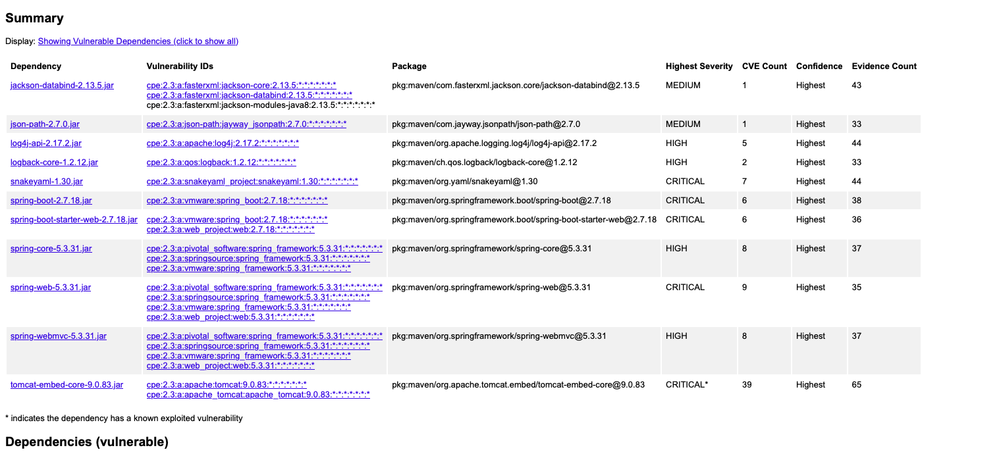 Summary
Display: Showing Vulnerable Dependencies (click to show all)
Dependency Vulnerability IDs Package Highest Severity CVE Count Confidence Evidence Count
jackson-databind-2.13.5.jar cpe:2.3:a:fasterxml:jackson-core:2.13.5:*:*:*:*:*:*:* pkg:maven/com.fasterxml.jackson.core/jackson-databind@2.13.5 MEDIUM 1 Highest 43
cpe:2.3:a:fasterxml:jackson-databind:2.13.5:*:*:*:*:*:*:*
cpe:2.3:a:fasterxml:jackson-modules-java8:2.13.5:*:*:*:*:*:*:*
json-path-2.7.0.jar cpe:2.3:a:json-path:jayway_jsonpath:2.7.0:*:*:*:*:*:*:* pkg:maven/com.jayway.jsonpath/json-path@2.7.0 MEDIUM 1 Highest 33
log4j-api-2.17.2.jar cpe:2.3:a:apache:log4j:2.17.2:*:*:*:*:*:*:* pkg:maven/org.apache.logging.log4j/log4j-api@2.17.2 HIGH 5 Highest 44
logback-core-1.2.12.jar cpe:2.3:a:qos:logback:1.2.12:*:*:*:*:*:*:* pkg:maven/ch.qos.logback/logback-core@1.2.12 HIGH 2 Highest 33
snakeyaml-1.30.jar cpe:2.3:a:snakeyaml_project:snakeyaml:1.30:*:*:*:*:*:*:* pkg:maven/org.yaml/snakeyaml@1.30 CRITICAL 7 Highest 44
spring-boot-2.7.18.jar cpe:2.3:a:vmware:spring_boot:2.7.18:*:*:*:*:*:*:* pkg:maven/org.springframework.boot/spring-boot@2.7.18 CRITICAL 6 Highest 38
spring-boot-starter-web-2.7.18.jar cpe:2.3:a:vmware:spring_boot:2.7.18:*:*:*:*:*:*:* pkg:maven/org.springframework.boot/spring-boot-starter-web@2.7.18 CRITICAL 6 Highest 36
cpe:2.3:a:web_project:web:2.7.18:*:*:*:*:*:*:*
spring-core-5.3.31.jar cpe:2.3:a:pivotal_software:spring_framework:5.3.31:*:*:*:*:*:*:* pkg:maven/org.springframework/spring-core@5.3.31 HIGH 8 Highest 37
cpe:2.3:a:springsource:spring_framework:5.3.31:*:*:*:*:*:*:*
cpe:2.3:a:vmware:spring_framework:5.3.31:*:*:*:*:*:*:*
spring-web-5.3.31.jar cpe:2.3:a:pivotal_software:spring_framework:5.3.31:*:*:*:*:*:*:* pkg:maven/org.springframework/spring-web@5.3.31 CRITICAL 9 Highest 35
cpe:2.3:a:springsource:spring_framework:5.3.31:*:*:*:*:*:*:*
cpe:2.3:a:vmware:spring_framework:5.3.31:*:*:*:*:*:*:*
cpe:2.3:a:web_project:web:5.3.31:*:*:*:*:*:*:*
spring-webmvc-5.3.31.jar cpe:2.3:a:pivotal_software:spring_framework:5.3.31:*:*:*:*:*:*:* pkg:maven/org.springframework/spring-webmvc@5.3.31 HIGH 8 Highest 37
cpe:2.3:a:springsource:spring_framework:5.3.31:*:*:*:*:*:*:*
cpe:2.3:a:vmware:spring_framework:5.3.31:*:*:*:*:*:*:*
cpe:2.3:a:web_project:web:5.3.31:*:*:*:*:*:*:*
tomcat-embed-core-9.0.83.jar cpe:2.3:a:apache:tomcat:9.0.83:*:*:*:*:*:*:* pkg:maven/org.apache.tomcat.embed/tomcat-embed-core@9.0.83 CRITICAL* 39 Highest 65
cpe:2.3:a:apache_tomcat:apache_tomcat:9.0.83:*:*:*:*:*:*:*
* indicates the dependency has a known exploited vulnerability
Dependencies (vulnerable)